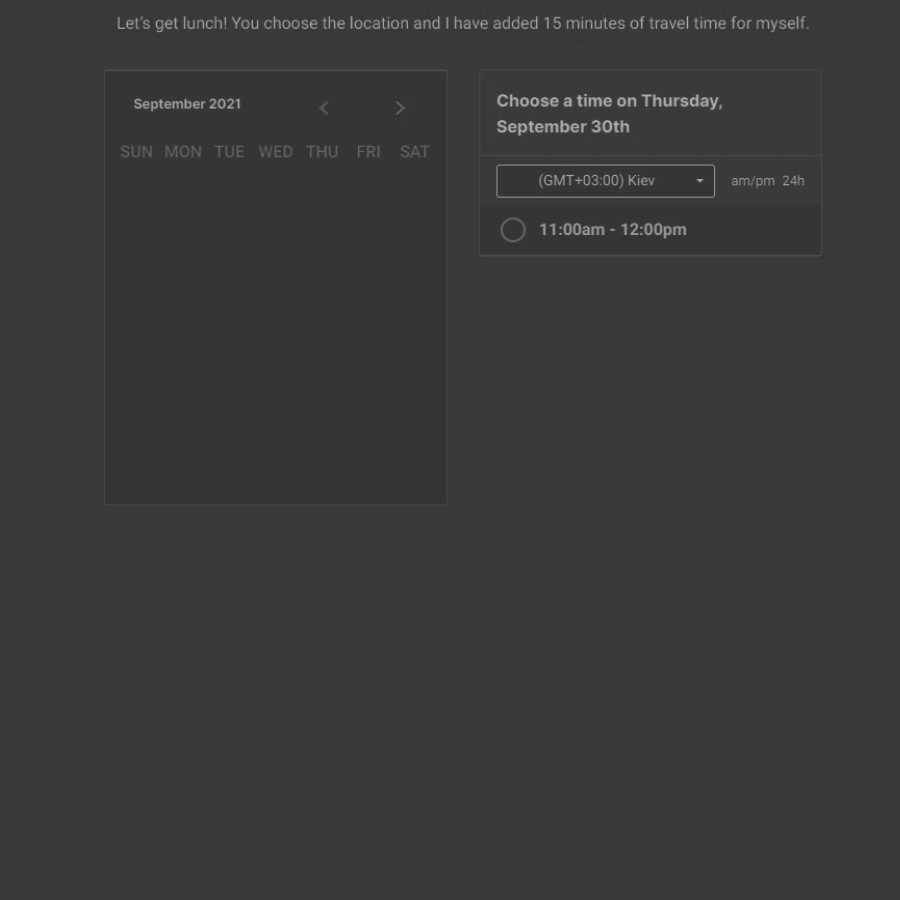 Let's get lunch! You choose the location and I have added 15 minutes of travel time for myself.
September 2021 < >
SUN MON TUE WED THU FRI SAT
Choose a time on Thursday,
September 30th
(GMT+03:00) Kiev am/pm 24h
11:00am - 12:00pm